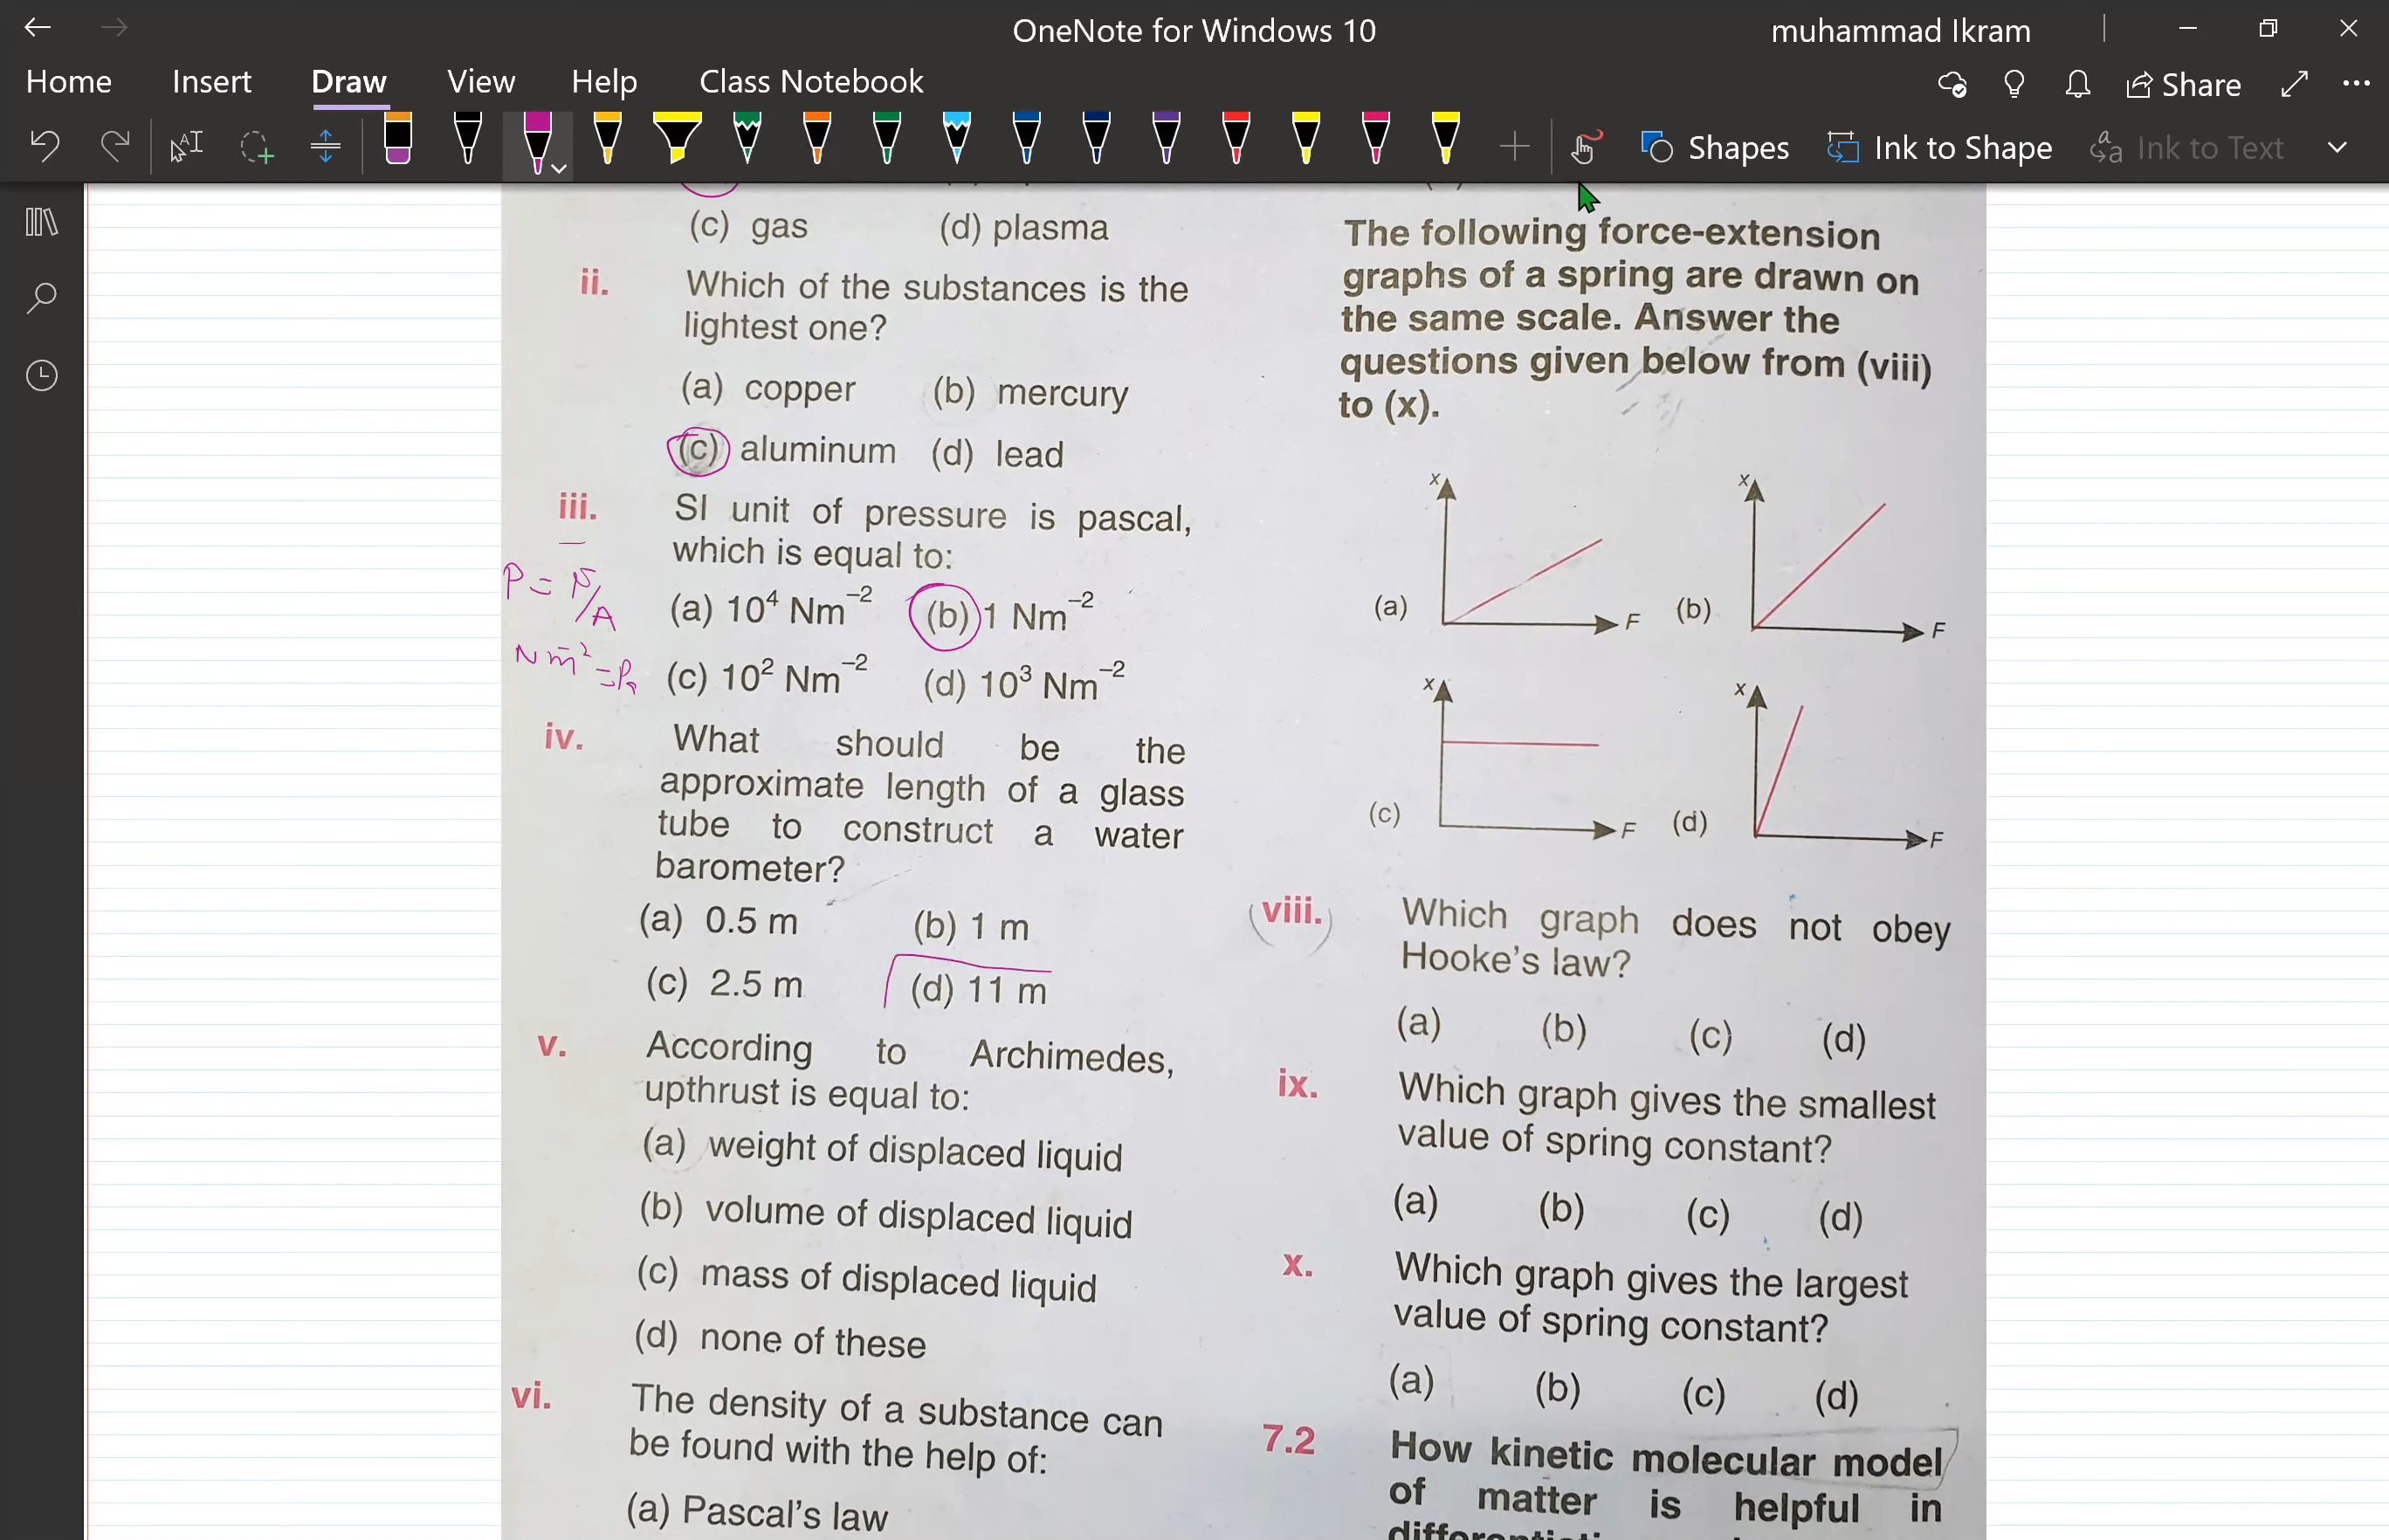 OneNote for Windows 10
muhammad Ikram
Home Insert Draw View Help Class Notebook
Share
Shapes Ink to Shape Ink to Text
(c) gas (d) plasma
ii. Which of the substances is the
lightest one?
(a) copper (b) mercury
(c) aluminum (d) lead
iii. SI unit of pressure is pascal,
which is equal to:
P = F/A
(a) 10⁴ Nm⁻² (b) 1 Nm⁻²
Nm⁻² = Pa
(c) 10² Nm⁻² (d) 10³ Nm⁻²
iv. What should be the
approximate length of a glass
tube to construct a water
barometer?
(a) 0.5 m (b) 1 m
(c) 2.5 m (d) 11 m
v. According to Archimedes,
upthrust is equal to:
(a) weight of displaced liquid
(b) volume of displaced liquid
(c) mass of displaced liquid
(d) none of these
vi. The density of a substance can
be found with the help of:
(a) Pascal's law
The following force-extension
graphs of a spring are drawn on
the same scale. Answer the
questions given below from (viii)
to (x).
x x
(a) F (b) F
x x
(c) F (d) F
viii. Which graph does not obey
Hooke's law?
(a) (b) (c) (d)
ix. Which graph gives the smallest
value of spring constant?
(a) (b) (c) (d)
x. Which graph gives the largest
value of spring constant?
(a) (b) (c) (d)
7.2 How kinetic molecular model
of matter is helpful in